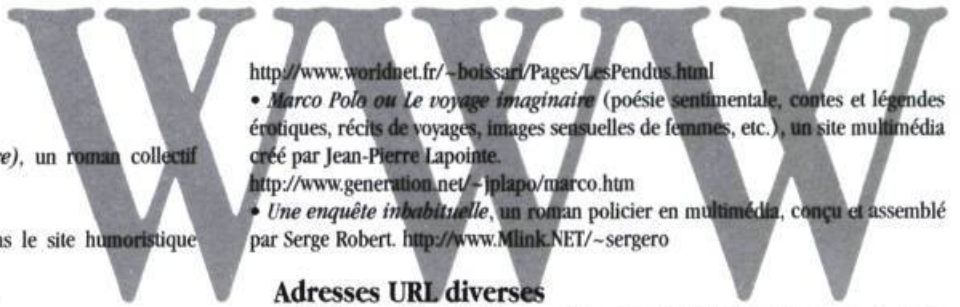 WWW
re), un roman collectif
ns le site humoristique
http://www.worldnet.fr/~boissari/Pages/LesPendus.html
• Marco Polo ou Le voyage imaginaire (poésie sentimentale, contes et légendes
érotiques, récits de voyages, images sensuelles de femmes, etc.), un site multimédia
créé par Jean-Pierre Lapointe.
http://www.generation.net/~jplapo/marco.htm
• Une enquête inhabituelle, un roman policier en multimédia, conçu et assemblé
par Serge Robert. http://www.Mlink.NET/~sergero
Adresses URL diverses